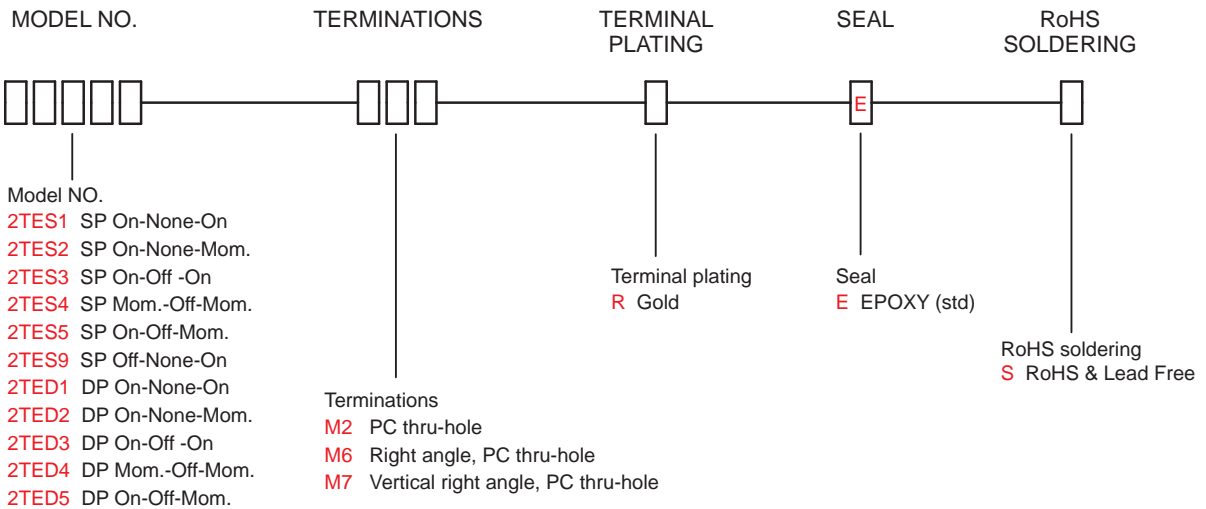 MODEL NO.
TERMINATIONS
TERMINAL
PLATING
SEAL
RoHS
SOLDERING
E
Model NO.
2TES1 SP On-None-On
2TES2 SP On-None-Mom.
2TES3 SP On-Off -On
2TES4 SP Mom.-Off-Mom.
2TES5 SP On-Off-Mom.
2TES9 SP Off-None-On
2TED1 DP On-None-On
2TED2 DP On-None-Mom.
2TED3 DP On-Off -On
2TED4 DP Mom.-Off-Mom.
2TED5 DP On-Off-Mom.
Terminations
M2 PC thru-hole
M6 Right angle, PC thru-hole
M7 Vertical right angle, PC thru-hole
Terminal plating
R Gold
Seal
E EPOXY (std)
RoHS soldering
S RoHS & Lead Free